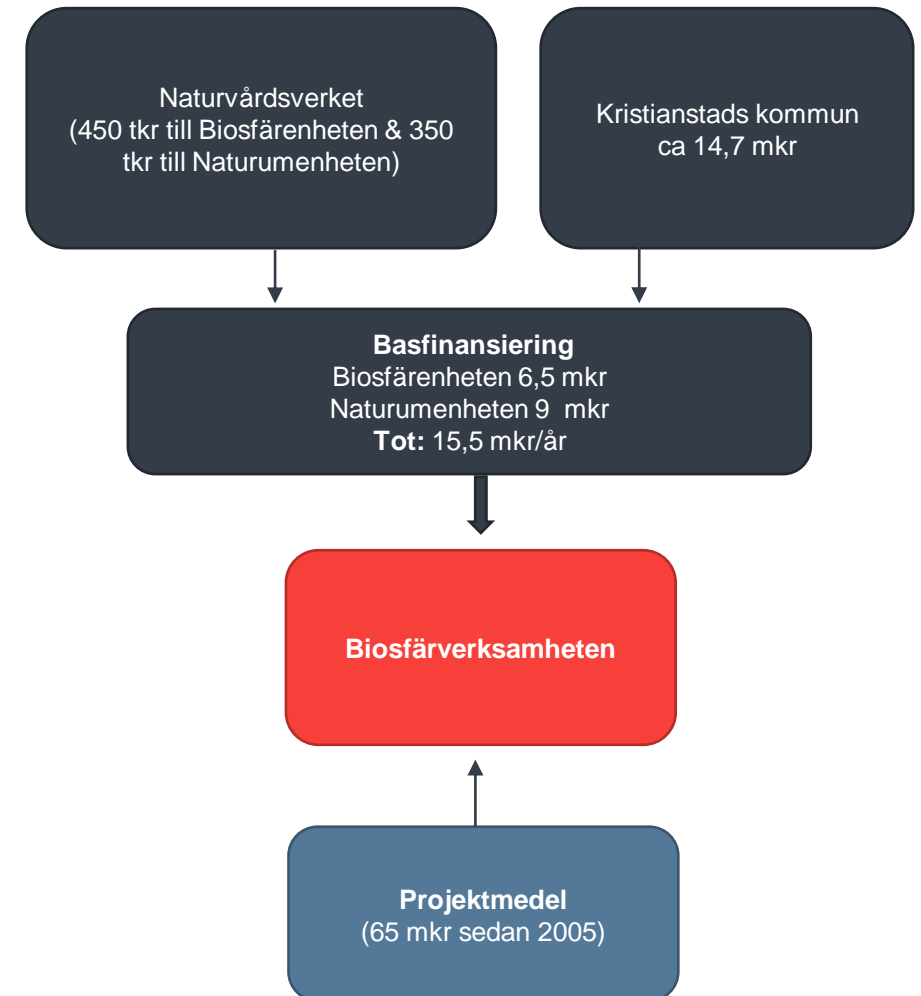 Naturvårdsverket
(450 tkr till Biosfärenheten & 350
tkr till Naturumenheten)
Kristianstads kommun
ca 14,7 mkr
Basfinansiering
Biosfärenheten 6,5 mkr
Naturumenheten 9 mkr
Tot: 15,5 mkr/år
Biosfärverksamheten
Projektmedel
(65 mkr sedan 2005)